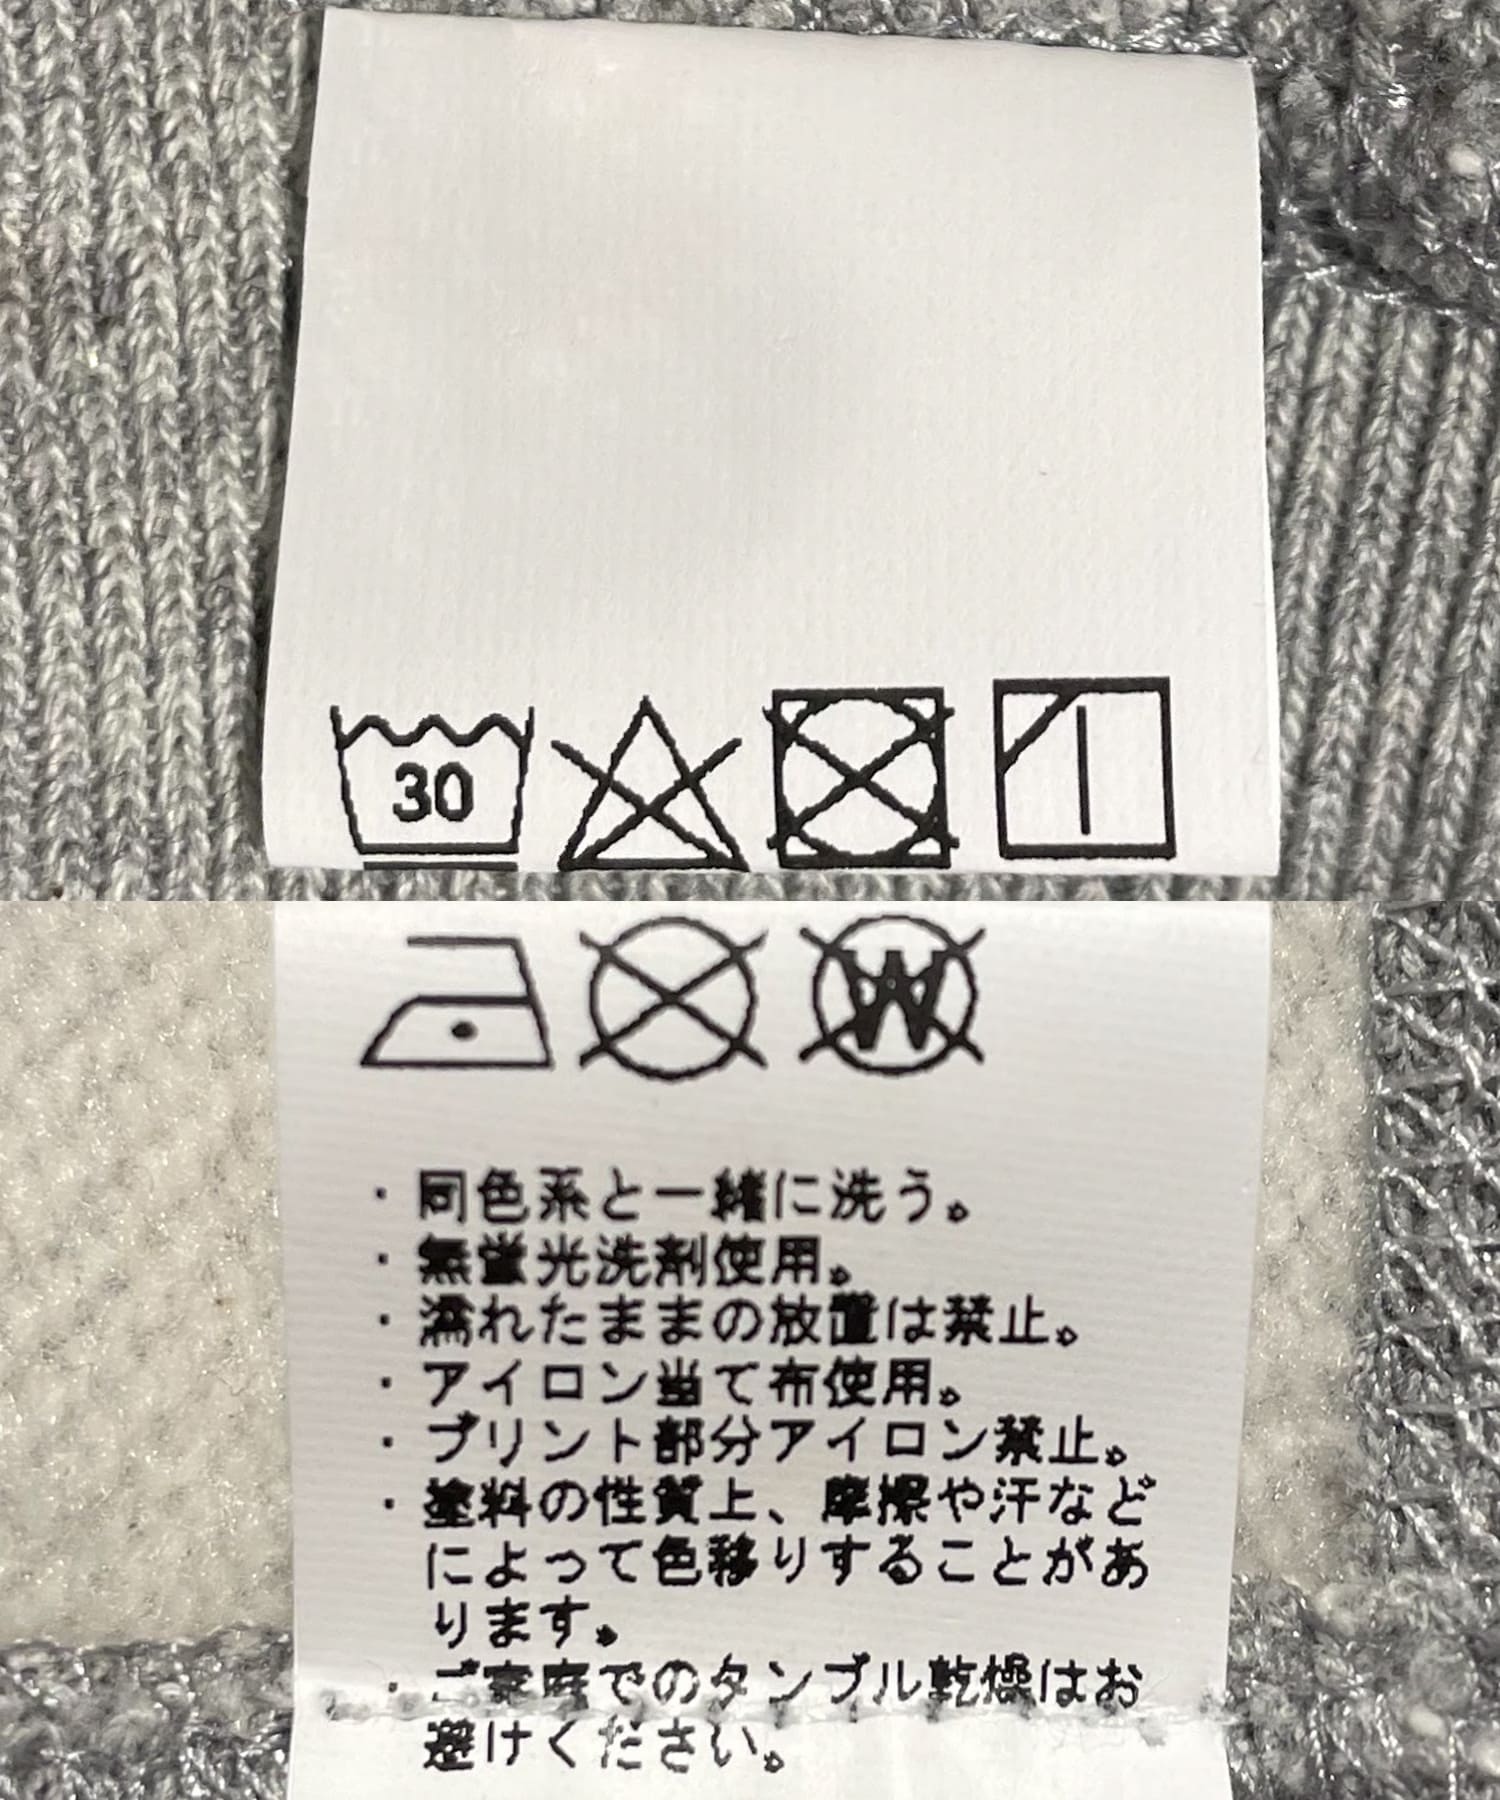 30
W
・同色系と一緒に洗う。
・無蛍光洗剤使用。
・濡れたままの放置は禁止。
・アイロン当て布使用。
・プリント部分アイロン禁止。
・塗料の性質上、摩擦や汗など
によって色移りすることがあ
ります。
・ご家庭でのタンブル乾燥はお
避けください。